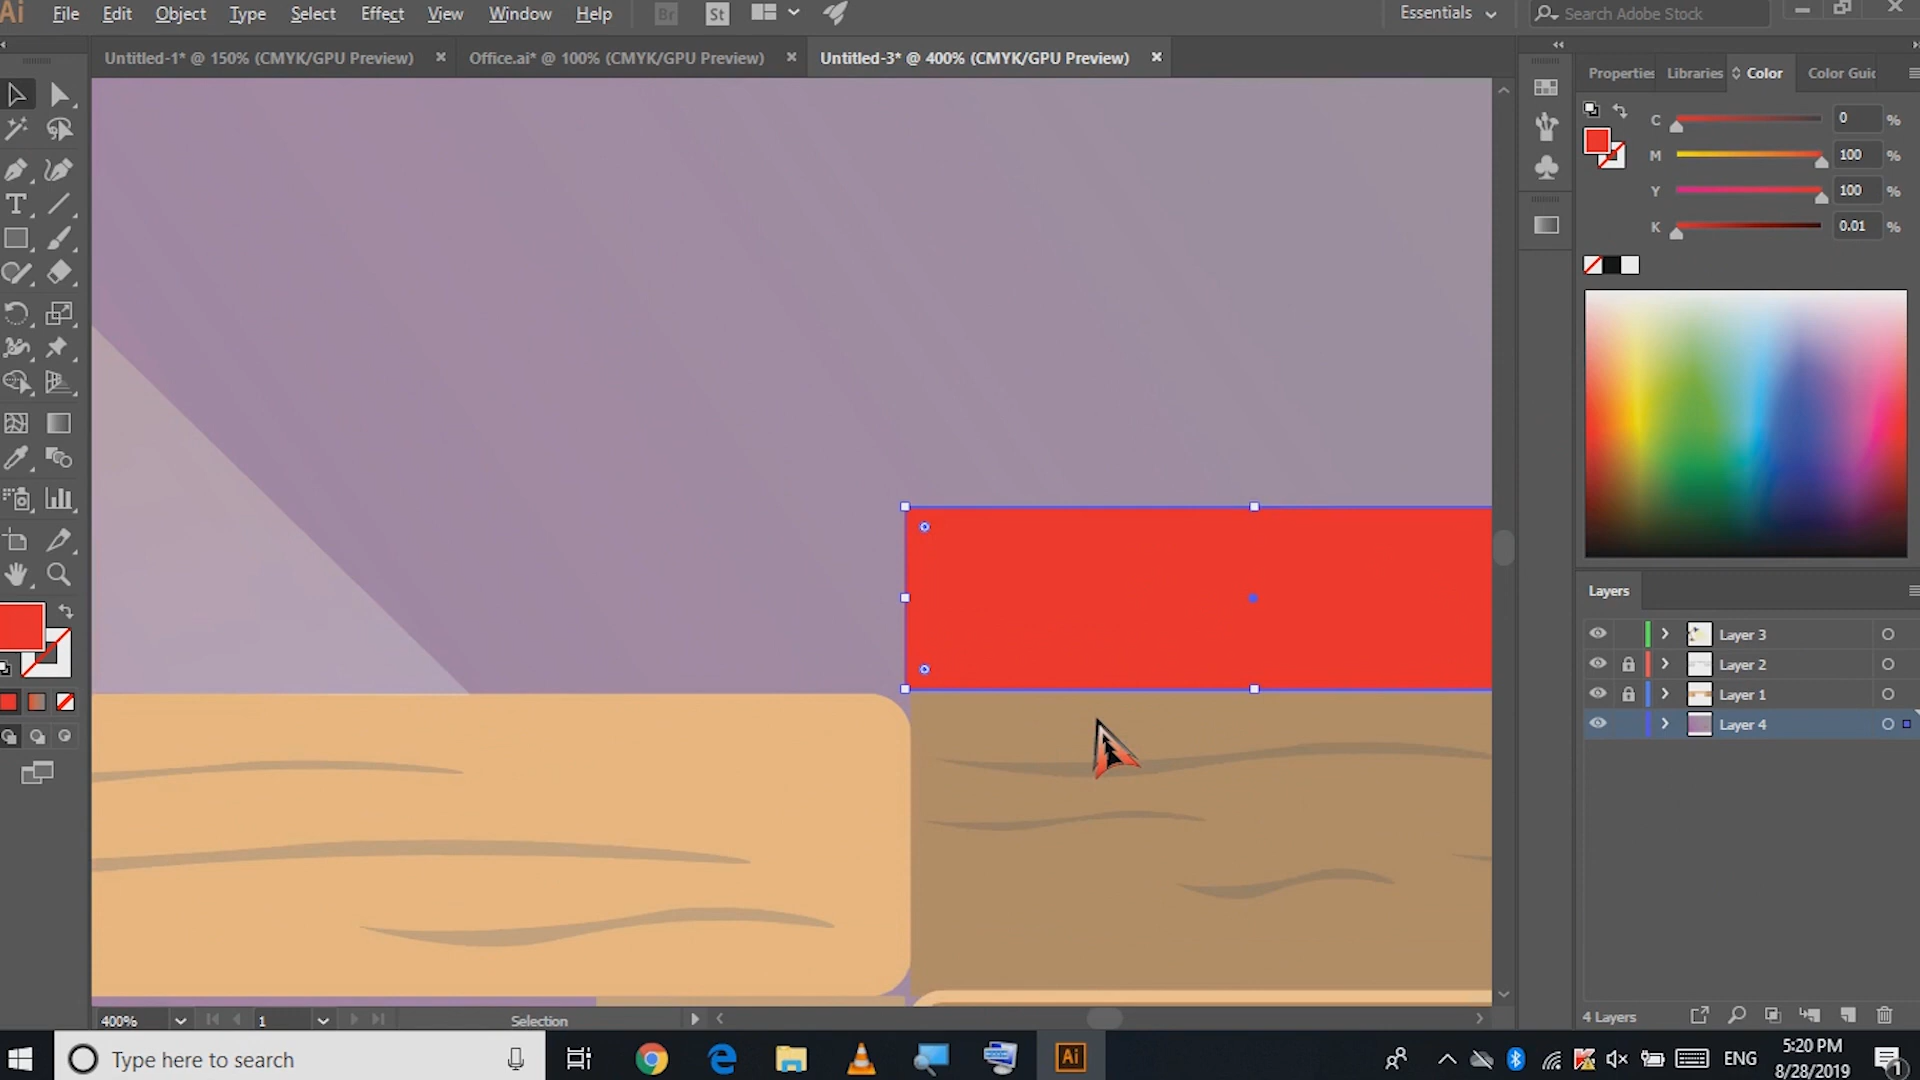 Ai File Edit Object Type Select Effect View Window Help Br St Essentials Search Adobe Stock
Untitled-1* @ 150% (CMYK/GPU Preview) Office.ai* @ 100% (CMYK/GPU Preview) Untitled-3* @ 400% (CMYK/GPU Preview)
Properties Libraries Color Color Guid
C 0 %
M 100 %
Y 100 %
K 0.01 %
Layers
Layer 3
Layer 2
Layer 1
Layer 4
400% 1 Selection 4 Layers
Type here to search Ai ENG 5:20 PM
8/28/2019 1